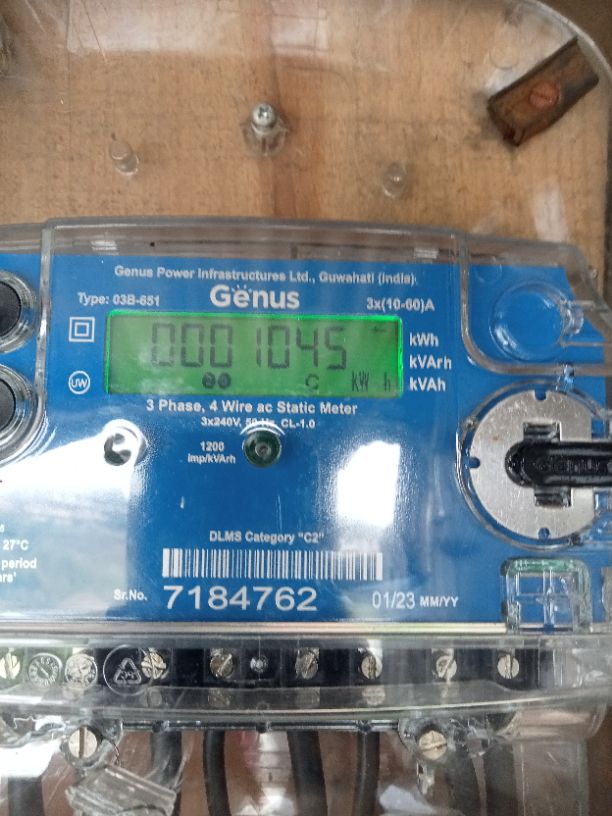 Genus Power Infrastructures Ltd., Guwahati (India).
Type: 03B-651
Genus
3x(10-60)A
0001045
kW h
kWh
kVArh
kVAh
UW
3 Phase, 4 Wire ac Static Meter
3x240V, 50 Hz, CL-1.0
1200
imp/kVArh
27°C
period
DLMS Category "C2"
Sr.No. 7184762
01/23 MM/YY